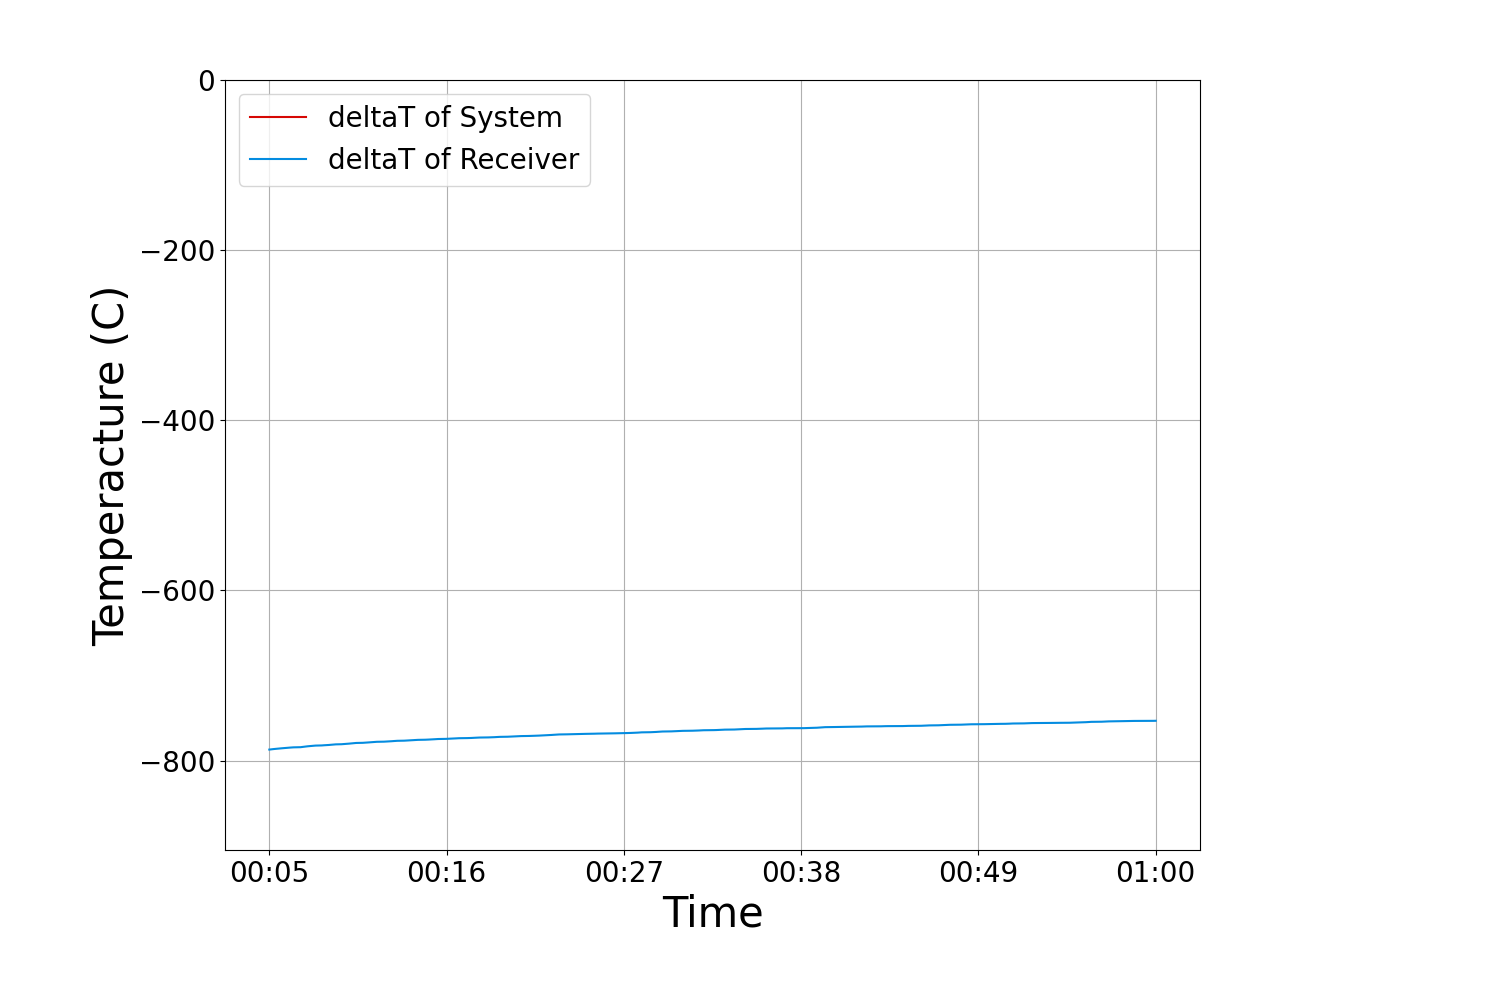 deltaT of System
deltaT of Receiver
0
−200
−400
−600
−800
Temperacture (C)
00:05 00:16 00:27 00:38 00:49 01:00
Time